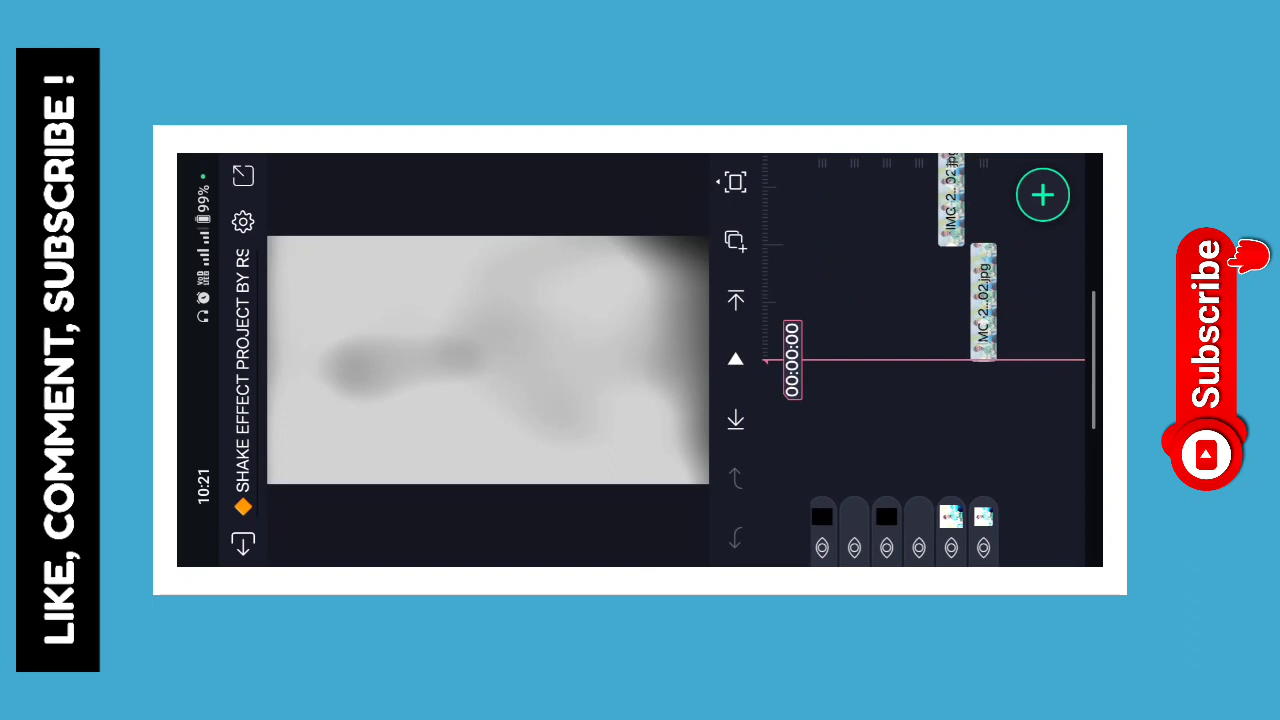 LIKE, COMMENT, SUBSCRIBE !
10:21
99%
SHAKE EFFECT PROJECT BY RS
00:00:00
IMG_2...02.jpg
MG_2...02.jpg
Subscribe